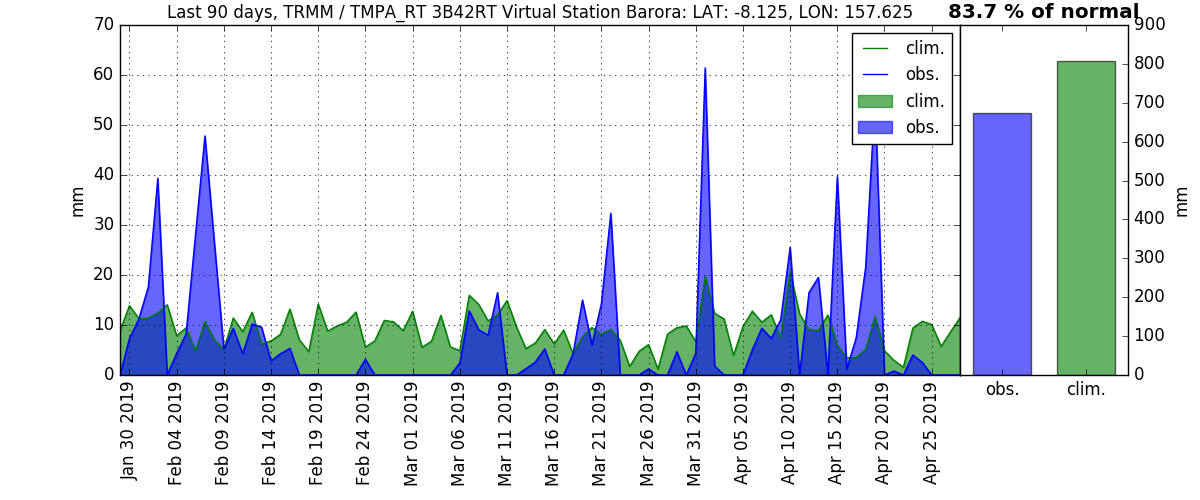 Last 90 days, TRMM / TMPA_RT 3B42RT Virtual Station Barora: LAT: -8.125, LON: 157.625
83.7 % of normal
70
60
50
40
30
20
10
0
mm
clim.
obs.
clim.
obs.
900
800
700
600
500
400
300
200
100
0
mm
Jan 30 2019
Feb 04 2019
Feb 09 2019
Feb 14 2019
Feb 19 2019
Feb 24 2019
Mar 01 2019
Mar 06 2019
Mar 11 2019
Mar 16 2019
Mar 21 2019
Mar 26 2019
Mar 31 2019
Apr 05 2019
Apr 10 2019
Apr 15 2019
Apr 20 2019
Apr 25 2019
obs.
clim.